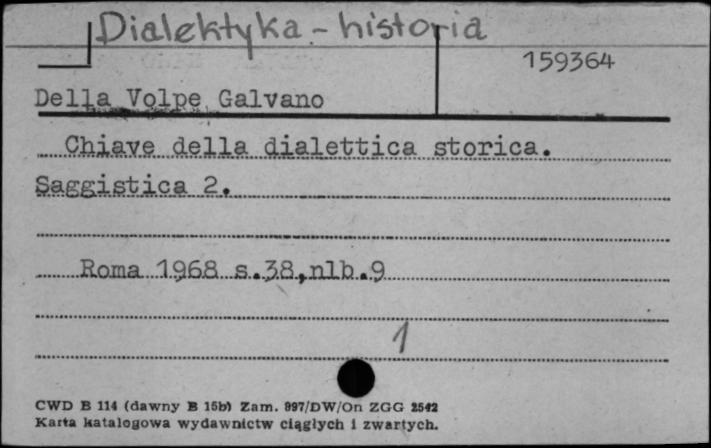 Dialektyka - historia
159364
Della Volpe Galvano
Chiave della dialettica storica.
Saggistica 2.
Roma 1968 s.38,nlb.9
1
CWD B 114 (dawny B 15b) Zam. 997/DW/On ZGG 2542
Karta katalogowa wydawnictw ciągłych i zwartych.